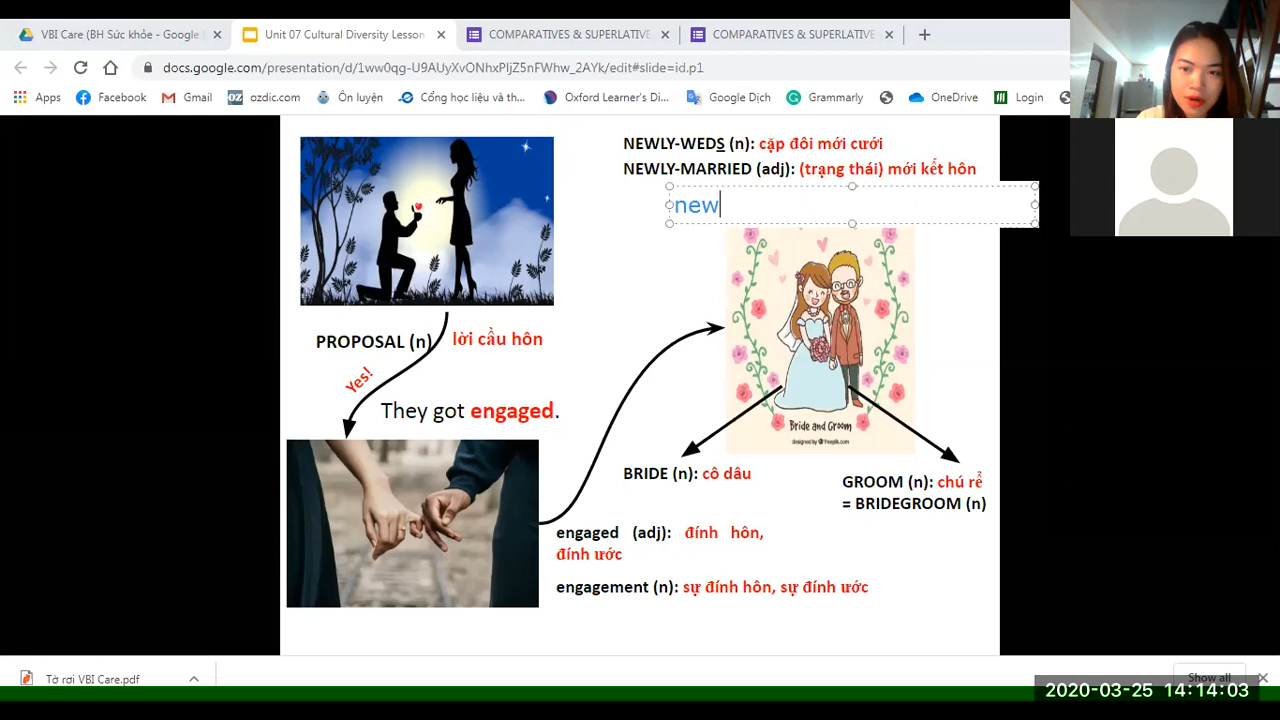 VBI Care (BH Sức khỏe - Google
Unit 07 Cultural Diversity Lesson
COMPARATIVES & SUPERLATIVE
COMPARATIVES & SUPERLATIVE
docs.google.com/presentation/d/1ww0qg-U9AUyXvONhxPljZ5nFWhw_2AYk/edit#slide=id.p1
Apps
Facebook
Gmail
OZ ozdic.com
Ôn luyện
Cổng học liệu và th...
Oxford Learner's Di...
Google Dịch
Grammarly
OneDrive
Login
NEWLY-WEDS (n): cặp đôi mới cưới
NEWLY-MARRIED (adj): (trạng thái) mới kết hôn
new
PROPOSAL (n)
lời cầu hôn
Yes!
They got engaged.
Bride and Groom
designed by freepik.com
BRIDE (n): cô dâu
GROOM (n): chú rể
= BRIDEGROOM (n)
engaged (adj): đính hôn,
đính ước
engagement (n): sự đính hôn, sự đính ước
Tờ rơi VBI Care.pdf
Show all
2020-03-25 14:14:03